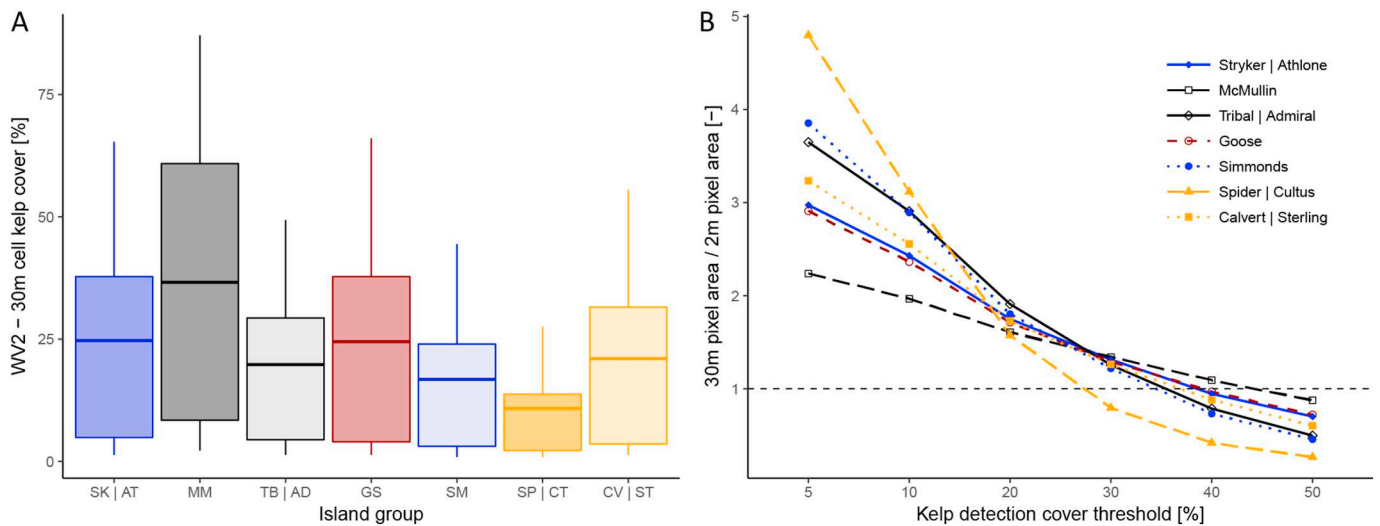 A
WV2 − 30m cell kelp cover [%]
75
50
25
0
SK | AT
MM
TB | AD
GS
SM
SP | CT
CV | ST
Island group
B
30m pixel area / 2m pixel area [−]
5
4
3
2
1
Stryker | Athlone
McMullin
Tribal | Admiral
Goose
Simmonds
Spider | Cultus
Calvert | Sterling
5
10
20
30
40
50
Kelp detection cover threshold [%]